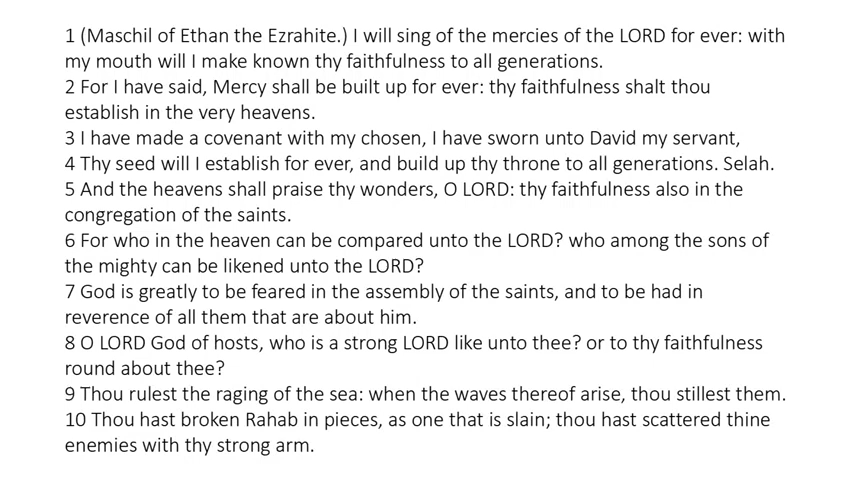 1 (Maschil of Ethan the Ezrahite.) I will sing of the mercies of the LORD for ever: with
my mouth will I make known thy faithfulness to all generations.
2 For I have said, Mercy shall be built up for ever: thy faithfulness shalt thou
establish in the very heavens.
3 I have made a covenant with my chosen, I have sworn unto David my servant,
4 Thy seed will I establish for ever, and build up thy throne to all generations. Selah.
5 And the heavens shall praise thy wonders, O LORD: thy faithfulness also in the
congregation of the saints.
6 For who in the heaven can be compared unto the LORD? who among the sons of
the mighty can be likened unto the LORD?
7 God is greatly to be feared in the assembly of the saints, and to be had in
reverence of all them that are about him.
8 O LORD God of hosts, who is a strong LORD like unto thee? or to thy faithfulness
round about thee?
9 Thou rulest the raging of the sea: when the waves thereof arise, thou stillest them.
10 Thou hast broken Rahab in pieces, as one that is slain; thou hast scattered thine
enemies with thy strong arm.